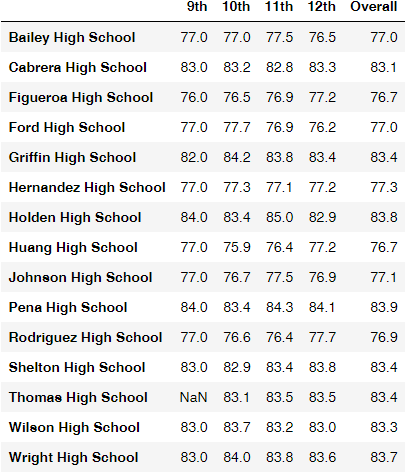 9th 10th 11th 12th Overall
Bailey High School 77.0 77.0 77.5 76.5 77.0
Cabrera High School 83.0 83.2 82.8 83.3 83.1
Figueroa High School 76.0 76.5 76.9 77.2 76.7
Ford High School 77.0 77.7 76.9 76.2 77.0
Griffin High School 82.0 84.2 83.8 83.4 83.4
Hernandez High School 77.0 77.3 77.1 77.2 77.3
Holden High School 84.0 83.4 85.0 82.9 83.8
Huang High School 77.0 75.9 76.4 77.2 76.7
Johnson High School 77.0 76.7 77.5 76.9 77.1
Pena High School 84.0 83.4 84.3 84.1 83.9
Rodriguez High School 77.0 76.6 76.4 77.7 76.9
Shelton High School 83.0 82.9 83.4 83.8 83.4
Thomas High School NaN 83.1 83.5 83.5 83.4
Wilson High School 83.0 83.7 83.2 83.0 83.3
Wright High School 83.0 84.0 83.8 83.6 83.7